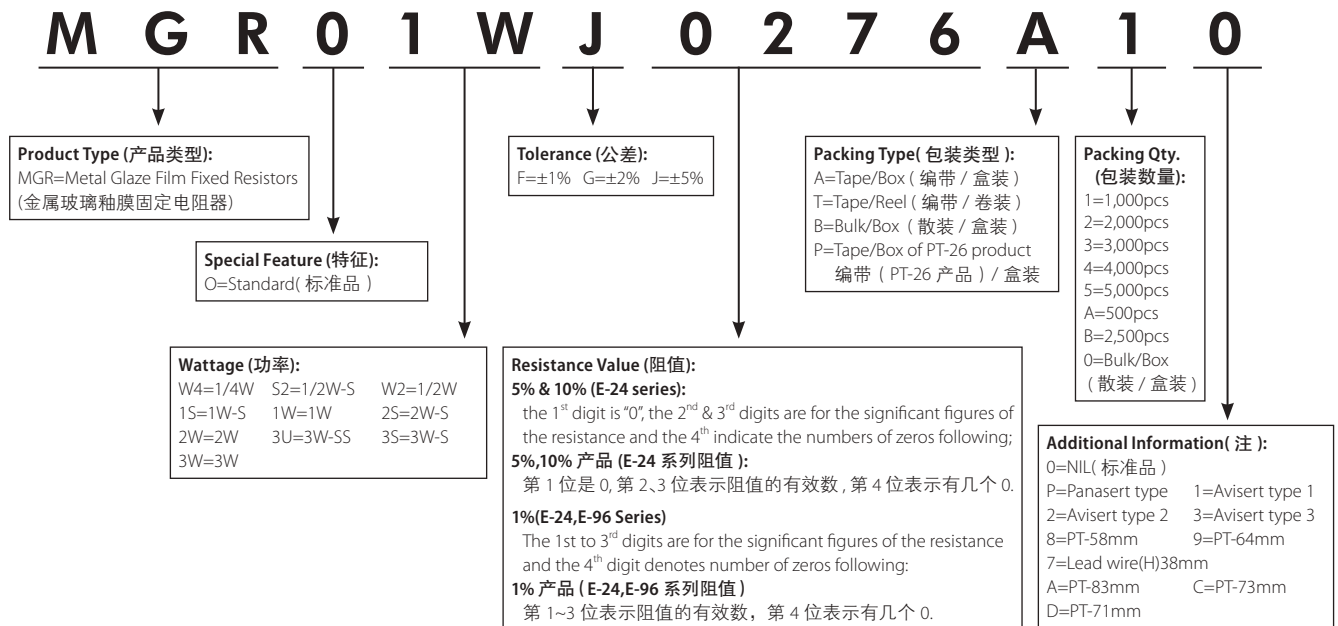 M G R 0 1 W J 0 2 7 6 A 1 0
Product Type (产品类型):
MGR=Metal Glaze Film Fixed Resistors
(金属玻璃釉膜固定电阻器)
Special Feature (特征):
O=Standard( 标准品 )
Wattage (功率):
W4=1/4W S2=1/2W-S W2=1/2W
1S=1W-S 1W=1W 2S=2W-S
2W=2W 3U=3W-SS 3S=3W-S
3W=3W
Tolerance (公差):
F=±1% G=±2% J=±5%
Resistance Value (阻值):
5% & 10% (E-24 series):
the 1st digit is “0”, the 2nd & 3rd digits are for the significant figures of
the resistance and the 4th indicate the numbers of zeros following;
5%,10% 产品 (E-24 系列阻值 ):
第 1 位是 0, 第 2、3 位表示阻值的有效数 , 第 4 位表示有几个 0.
1%(E-24,E-96 Series)
The 1st to 3rd digits are for the significant figures of the resistance
and the 4th digit denotes number of zeros following:
1% 产品 ( E-24,E-96 系列阻值 )
第 1~3 位表示阻值的有效数，第 4 位表示有几个 0.
Packing Type( 包装类型 ):
A=Tape/Box ( 编带 / 盒装 )
T=Tape/Reel ( 编带 / 卷装 )
B=Bulk/Box ( 散装 / 盒装 )
P=Tape/Box of PT-26 product
编带 ( PT-26 产品 ) / 盒装
Packing Qty.
(包装数量):
1=1,000pcs
2=2,000pcs
3=3,000pcs
4=4,000pcs
5=5,000pcs
A=500pcs
B=2,500pcs
0=Bulk/Box
( 散装 / 盒装 )
Additional Information( 注 ):
0=NIL( 标准品 )
P=Panasert type 1=Avisert type 1
2=Avisert type 2 3=Avisert type 3
8=PT-58mm 9=PT-64mm
7=Lead wire(H)38mm
A=PT-83mm C=PT-73mm
D=PT-71mm